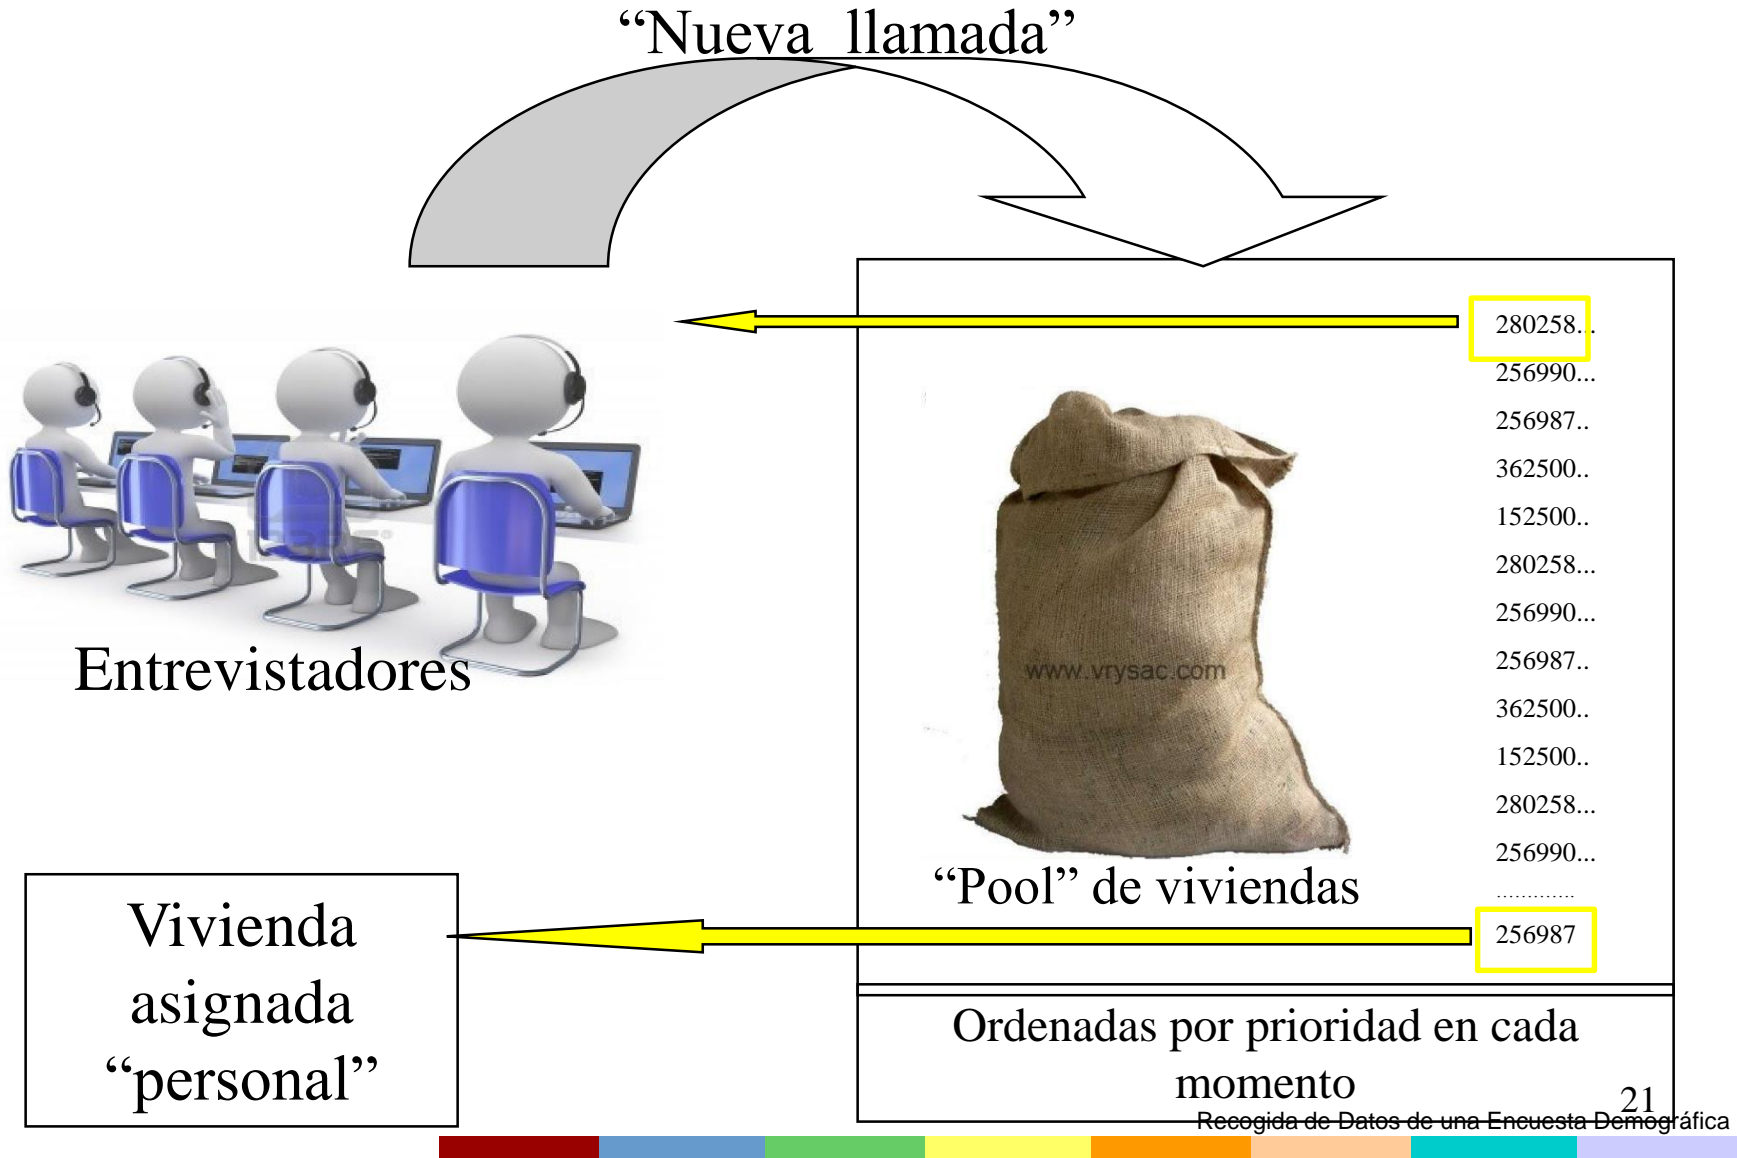 “Nueva llamada”
280258...
256990...
256987..
362500..
152500..
280258...
256990...
256987..
362500..
152500..
280258...
256990...
.............
256987
www.vrysac.com
Entrevistadores
“Pool” de viviendas
Vivienda
asignada
“personal”
Ordenadas por prioridad en cada
momento
21
Recogida de Datos de una Encuesta Demográfica